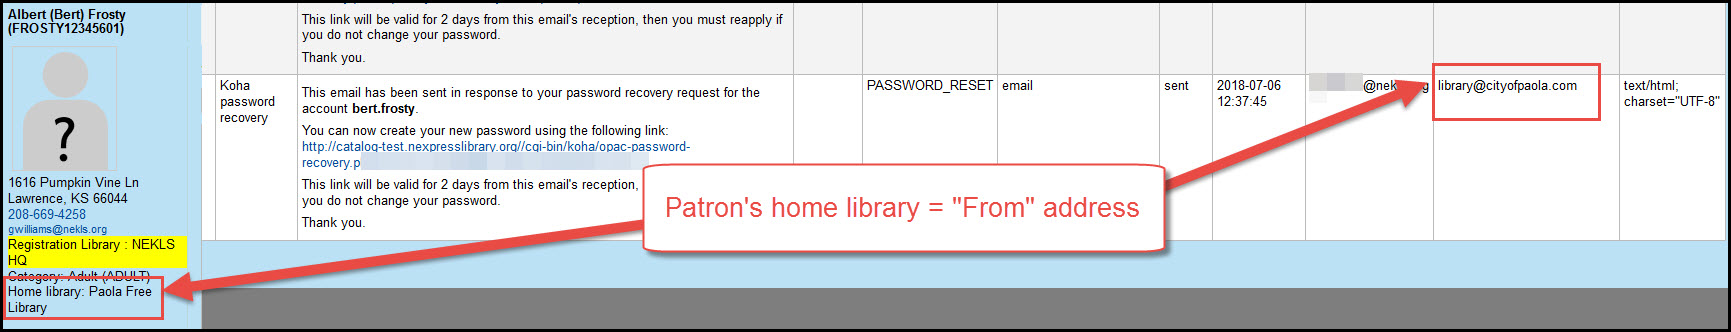 Albert (Bert) Frosty
(FROSTY12345601)
?
1616 Pumpkin Vine Ln
Lawrence, KS 66044
208-669-4258
gwilliams@nekls.org
Registration Library : NEKLS
HQ
Category: Adult (ADULT)
Home library: Paola Free
Library
This link will be valid for 2 days from this email's reception, then you must reapply if
you do not change your password.
Thank you.
Koha
password
recovery
This email has been sent in response to your password recovery request for the
account bert.frosty.
You can now create your new password using the following link:
http://catalog-test.nexpresslibrary.org//cgi-bin/koha/opac-password-
recovery.p
This link will be valid for 2 days from this email's reception,
you do not change your password.
Thank you.
PASSWORD_RESET
email
sent
2018-07-06
12:37:45
library@cityofpaola.com
text/html;
charset="UTF-8"
Patron's home library = "From" address